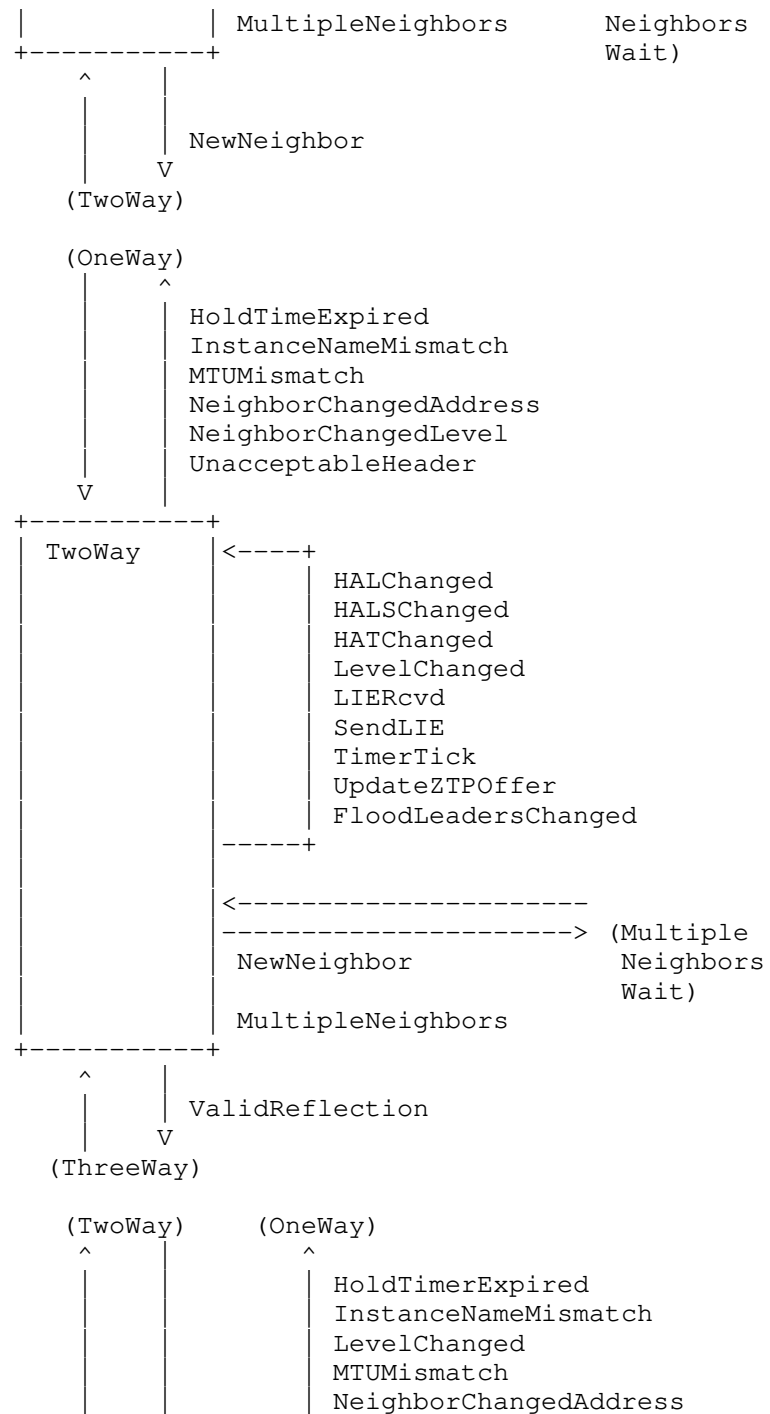 MultipleNeighbors Neighbors
Wait)
NewNeighbor
V
(TwoWay)
(OneWay)
HoldTimeExpired
InstanceNameMismatch
MTUMismatch
NeighborChangedAddress
NeighborChangedLevel
UnacceptableHeader
V
TwoWay
HALChanged
HALSChanged
HATChanged
LevelChanged
LIERcvd
SendLIE
TimerTick
UpdateZTPOffer
FloodLeadersChanged
(Multiple
NewNeighbor Neighbors
Wait)
MultipleNeighbors
ValidReflection
V
(ThreeWay)
(TwoWay) (OneWay)
HoldTimerExpired
InstanceNameMismatch
LevelChanged
MTUMismatch
NeighborChangedAddress